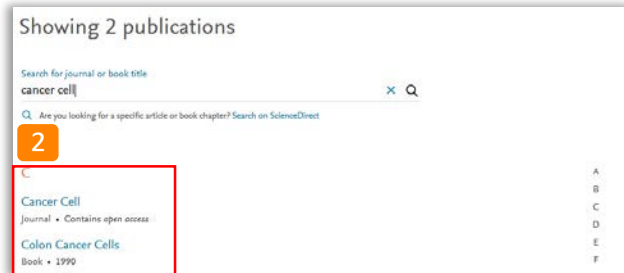 Showing 2 publications
Search for journal or book title
cancer cell
Are you looking for a specific article or book chapter? Search on ScienceDirect
2
C
Cancer Cell
Journal • Contains open access
Colon Cancer Cells
Book • 1990
A
B
C
D
E
F